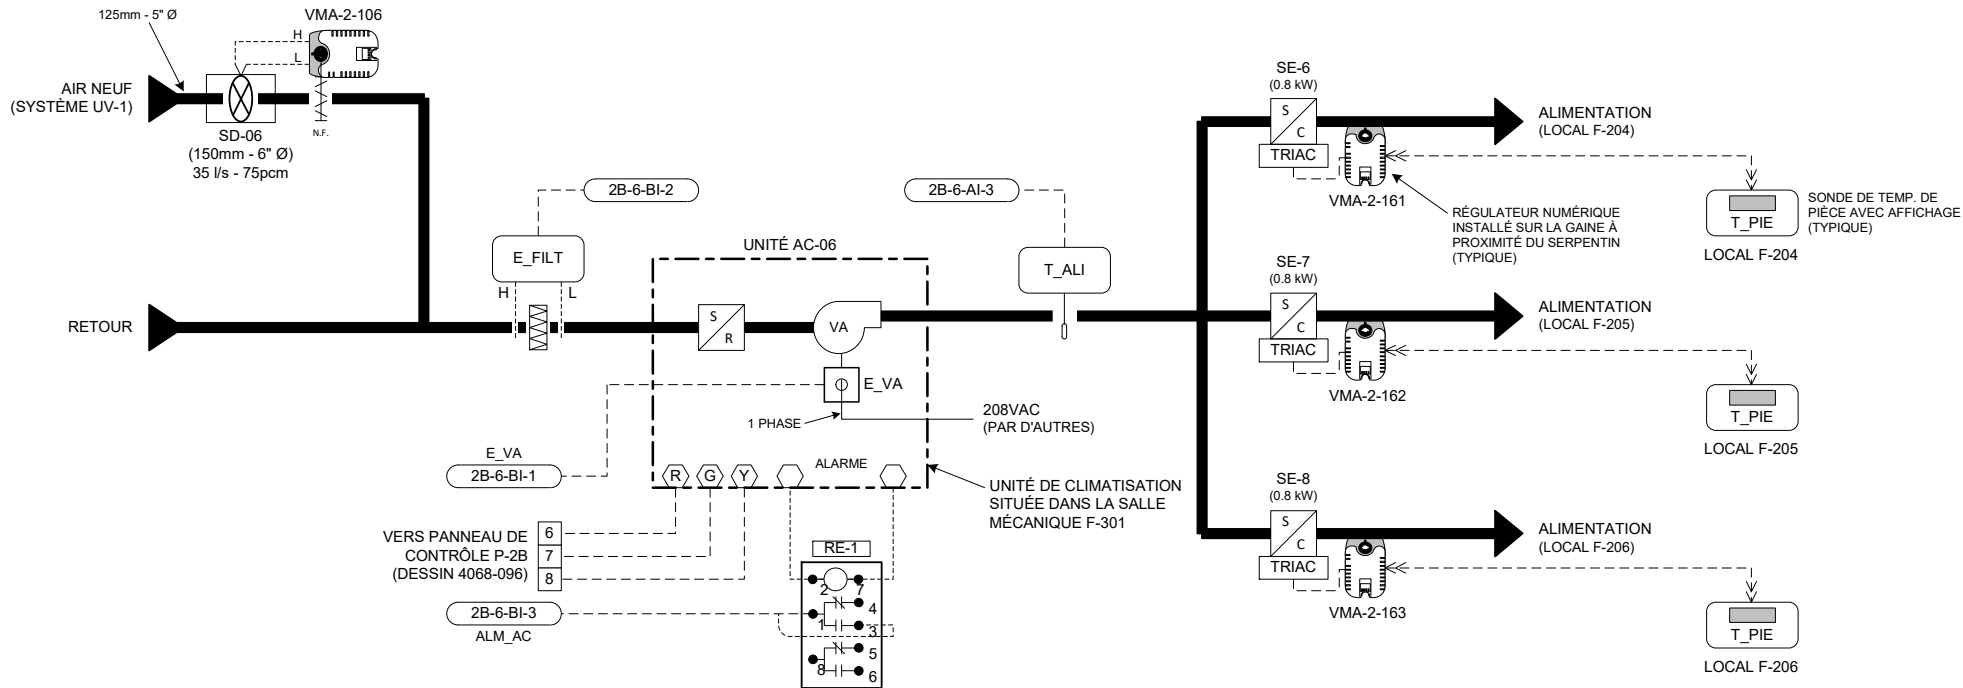 125mm - 5" Ø
VMA-2-106
H
L
AIR NEUF
(SYSTÈME UV-1)
SD-06
(150mm - 6" Ø)
35 l/s - 75pcm
N.F.
2B-6-BI-2
E_FILT
H
L
RETOUR
UNITÉ AC-06
S
R
VA
E_VA
1 PHASE
208VAC
(PAR D'AUTRES)
2B-6-AI-3
T_ALI
E_VA
2B-6-BI-1
R
G
Y
ALARME
UNITÉ DE CLIMATISATION
SITUÉE DANS LA SALLE
MÉCANIQUE F-301
VERS PANNEAU DE
CONTRÔLE P-2B
(DESSIN 4068-096)
6
7
8
2B-6-BI-3
ALM_AC
RE-1
2
7
4
1
3
5
8
6
SE-6
(0.8 kW)
S
C
TRIAC
VMA-2-161
ALIMENTATION
(LOCAL F-204)
RÉGULATEUR NUMÉRIQUE
INSTALLÉ SUR LA GAINE À
PROXIMITÉ DU SERPENTIN
(TYPIQUE)
T_PIE
LOCAL F-204
SONDE DE TEMP. DE
PIÈCE AVEC AFFICHAGE
(TYPIQUE)
SE-7
(0.8 kW)
S
C
TRIAC
VMA-2-162
ALIMENTATION
(LOCAL F-205)
T_PIE
LOCAL F-205
SE-8
(0.8 kW)
S
C
TRIAC
VMA-2-163
ALIMENTATION
(LOCAL F-206)
T_PIE
LOCAL F-206